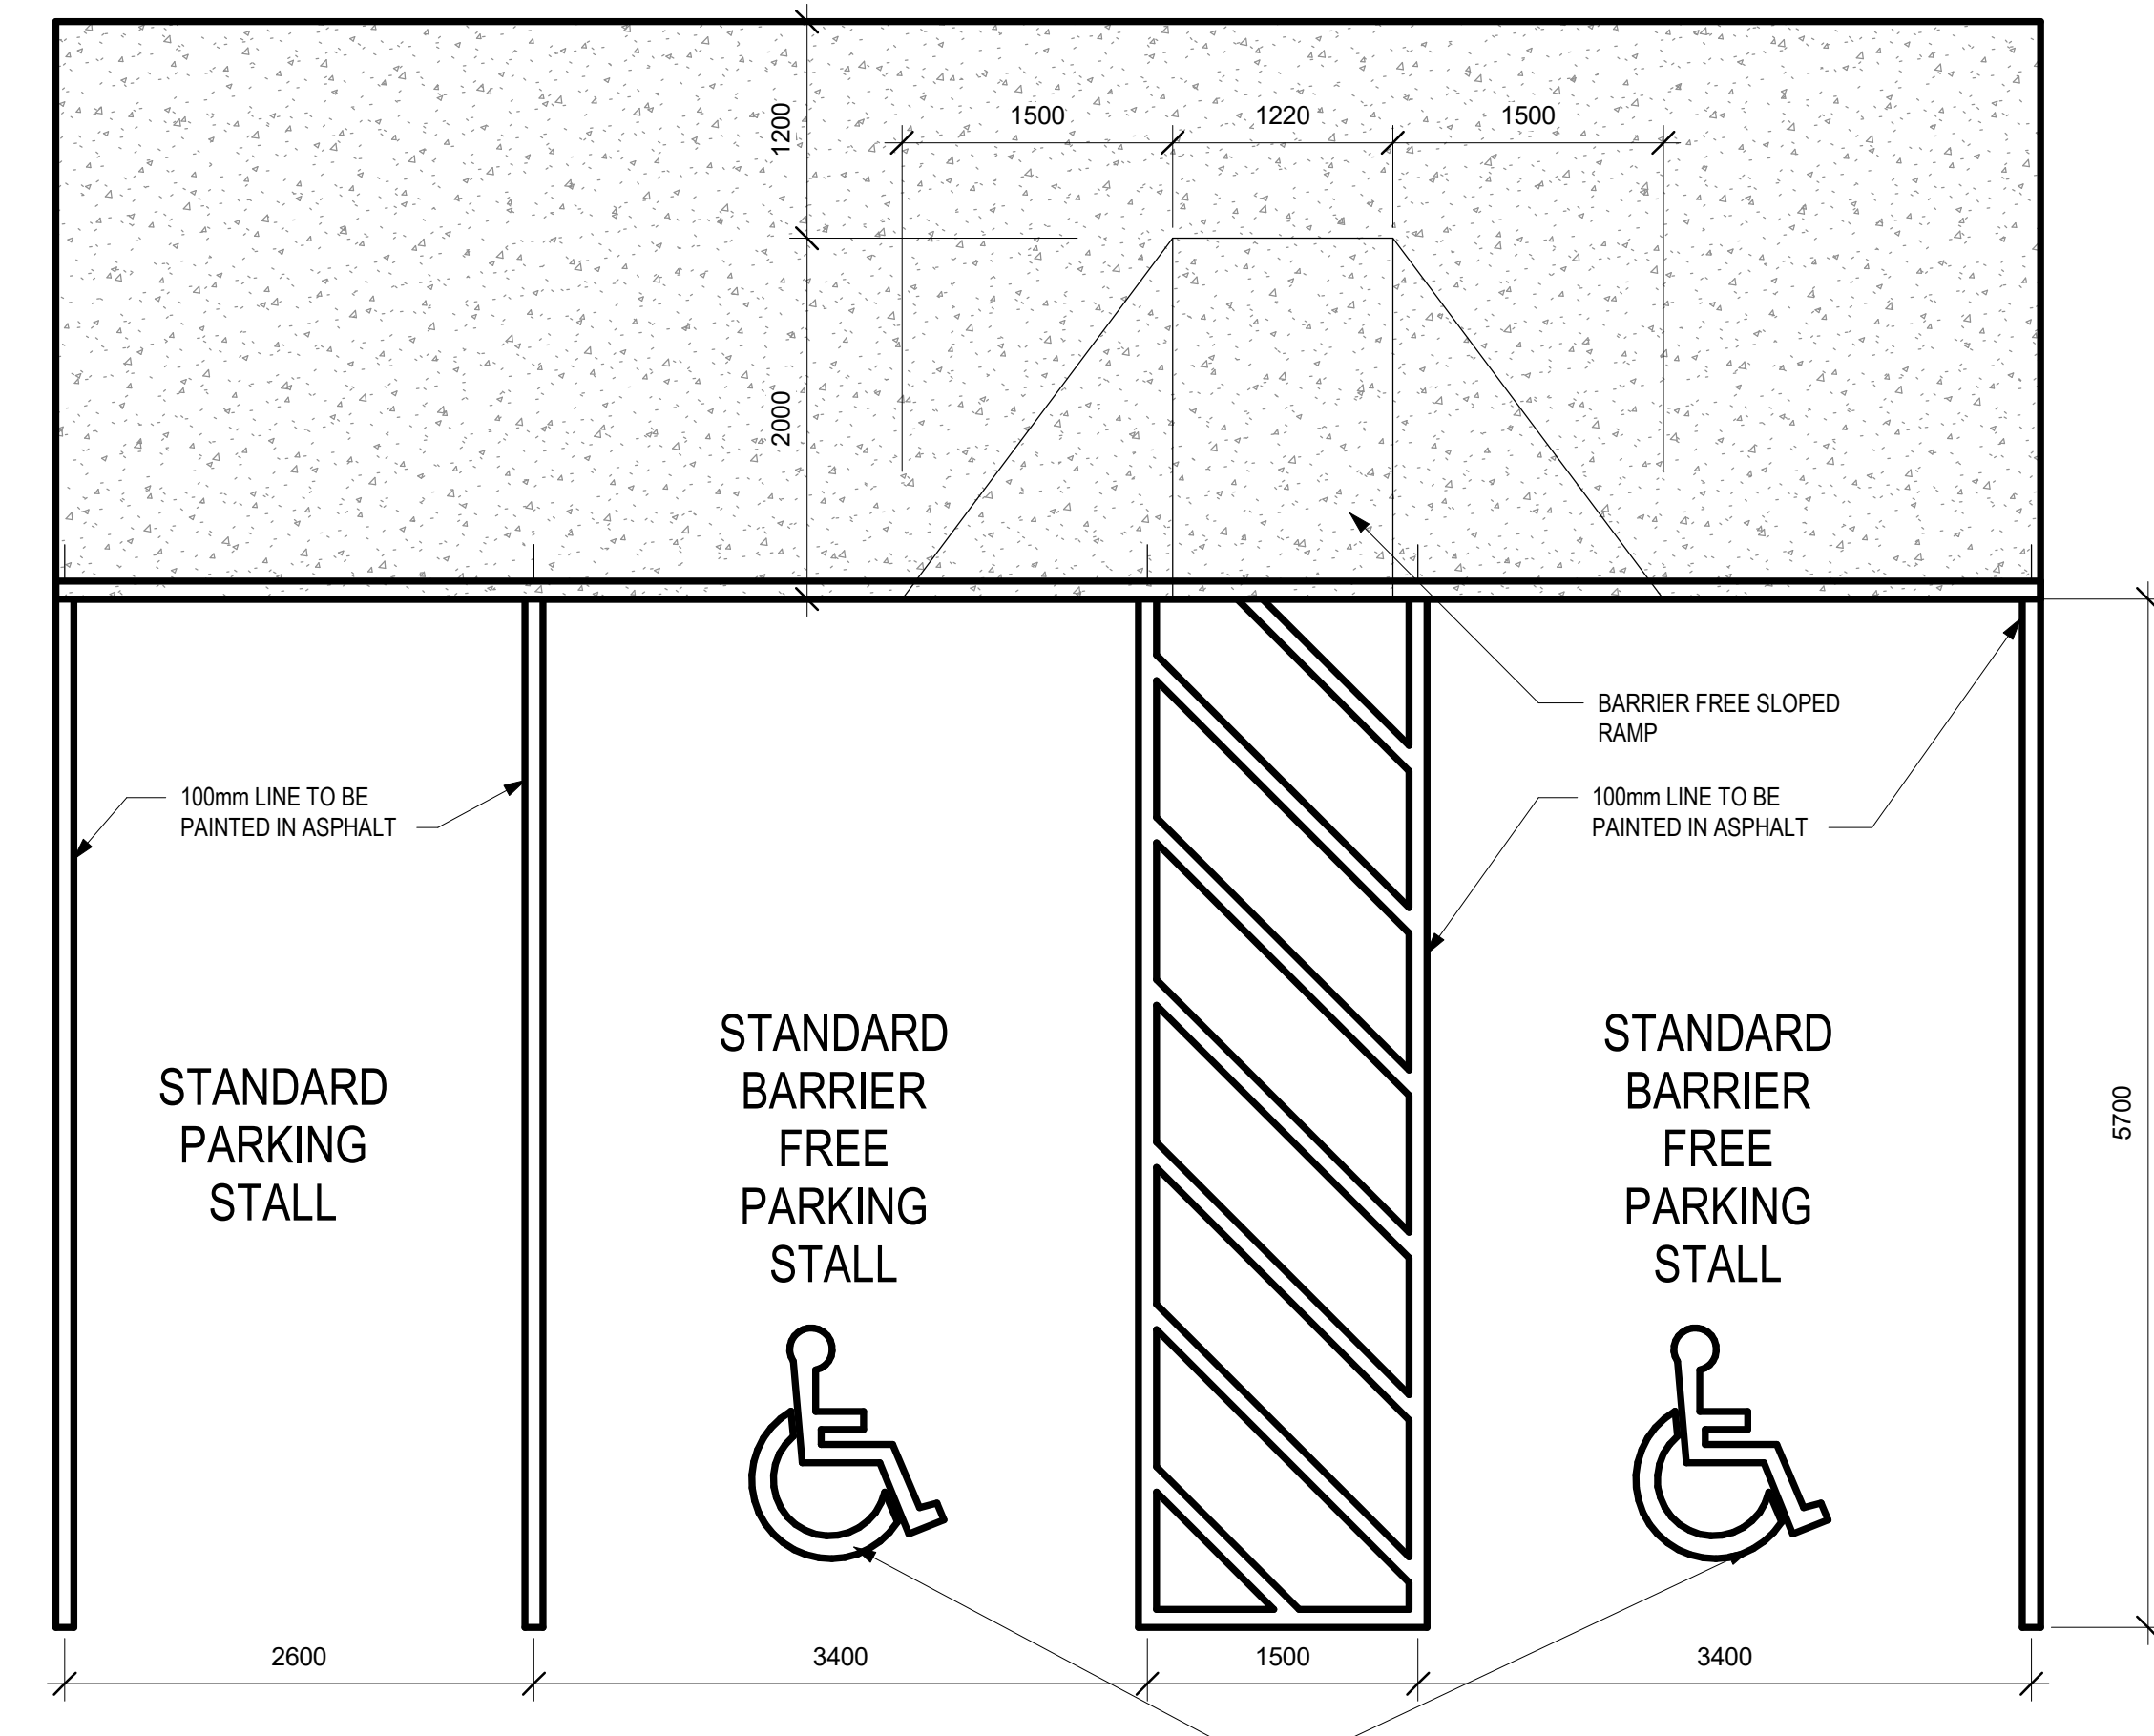 1200
1500
1220
1500
2000
BARRIER FREE SLOPED
RAMP
100mm LINE TO BE
PAINTED IN ASPHALT
100mm LINE TO BE
PAINTED IN ASPHALT
STANDARD
PARKING
STALL
STANDARD
BARRIER
FREE
PARKING
STALL
STANDARD
BARRIER
FREE
PARKING
STALL
5700
2600
3400
1500
3400